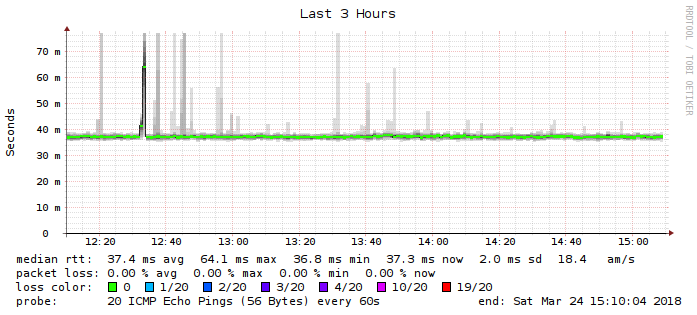 Last 3 Hours
RRDTOOL / TOBI OETIKER
Seconds
70 m
60 m
50 m
40 m
30 m
20 m
10 m
0
12:20 12:40 13:00 13:20 13:40 14:00 14:20 14:40 15:00
median rtt: 37.4 ms avg 64.1 ms max 36.8 ms min 37.3 ms now 2.0 ms sd 18.4 am/s
packet loss: 0.00 % avg 0.00 % max 0.00 % min 0.00 % now
loss color: 0 1/20 2/20 3/20 4/20 10/20 19/20
probe: 20 ICMP Echo Pings (56 Bytes) every 60s end: Sat Mar 24 15:10:04 2018